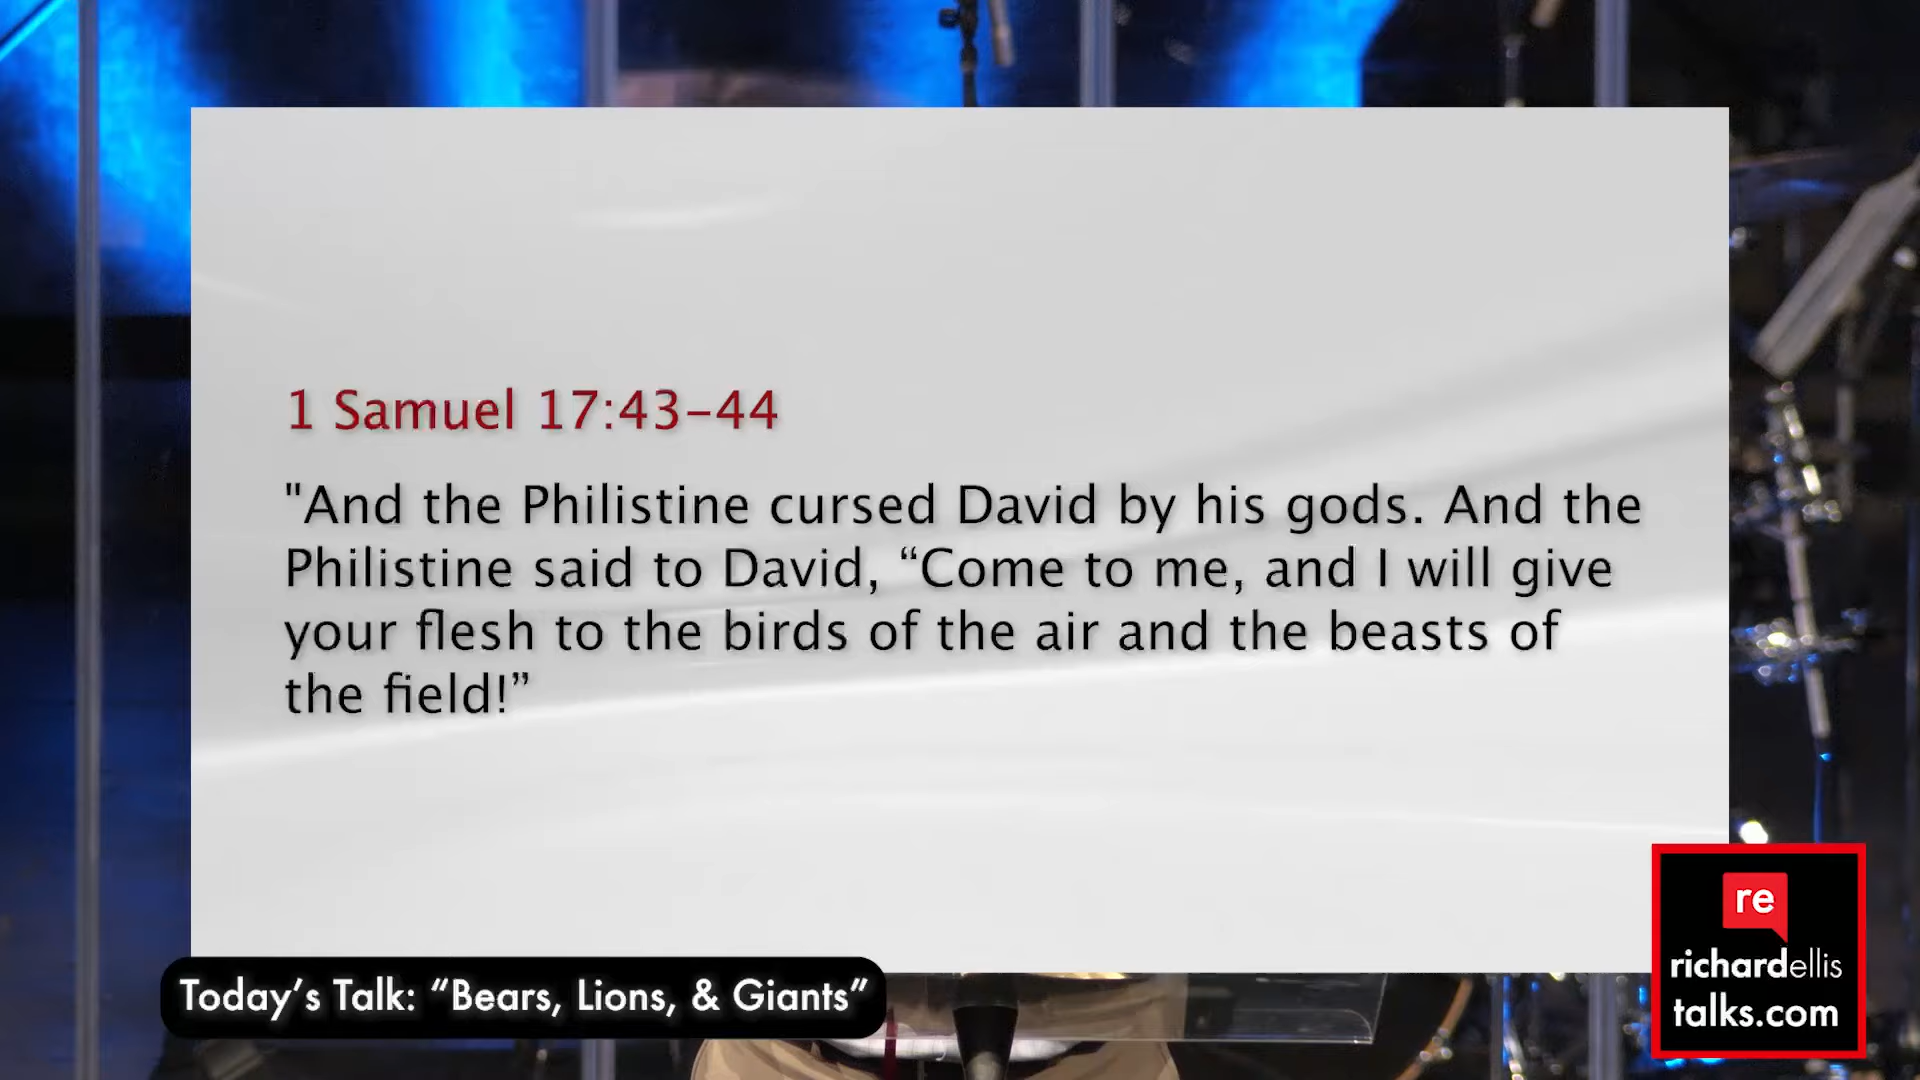 1 Samuel 17:43–44
"And the Philistine cursed David by his gods. And the
Philistine said to David, “Come to me, and I will give
your flesh to the birds of the air and the beasts of
the field!”
Today’s Talk: “Bears, Lions, & Giants”
re
richardellis
talks.com